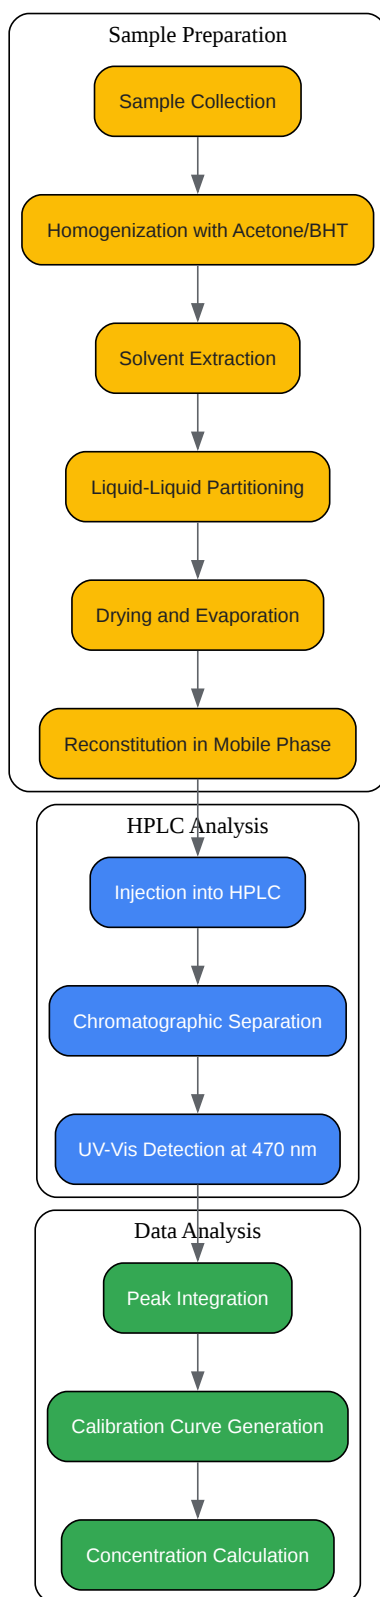 Sample Preparation
Sample Collection
Homogenization with Acetone/BHT
Solvent Extraction
Liquid-Liquid Partitioning
Drying and Evaporation
Reconstitution in Mobile Phase
HPLC Analysis
Injection into HPLC
Chromatographic Separation
UV-Vis Detection at 470 nm
Data Analysis
Peak Integration
Calibration Curve Generation
Concentration Calculation